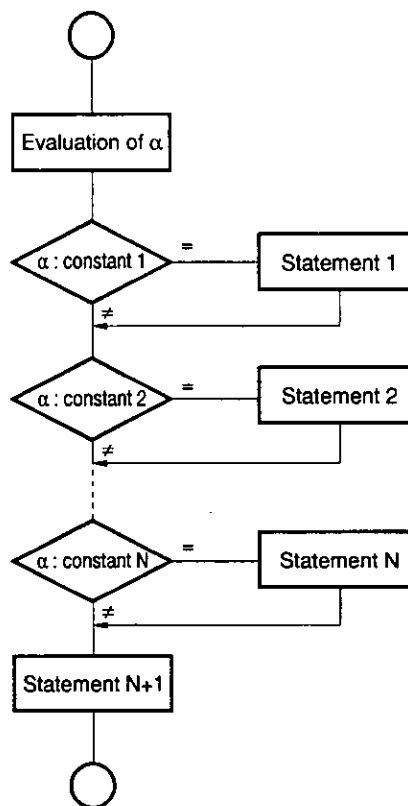 Evaluation of α
α : constant 1
=
Statement 1
≠
α : constant 2
=
Statement 2
≠
α : constant N
=
Statement N
≠
Statement N+1